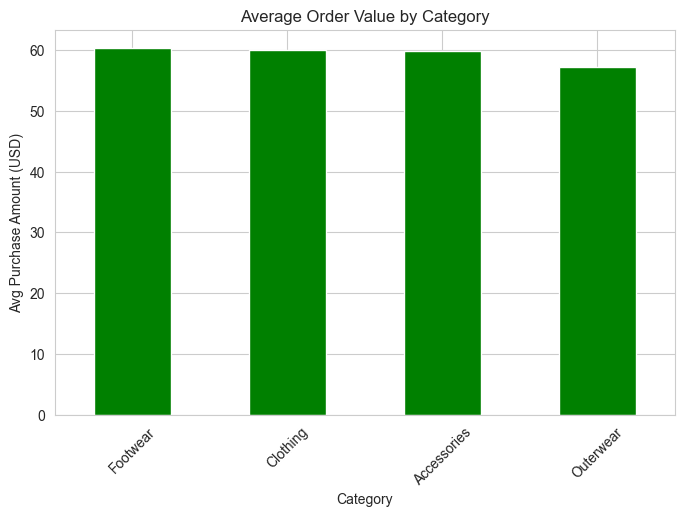 Average Order Value by Category
Avg Purchase Amount (USD)
60
50
40
30
20
10
0
Footwear
Clothing
Accessories
Outerwear
Category